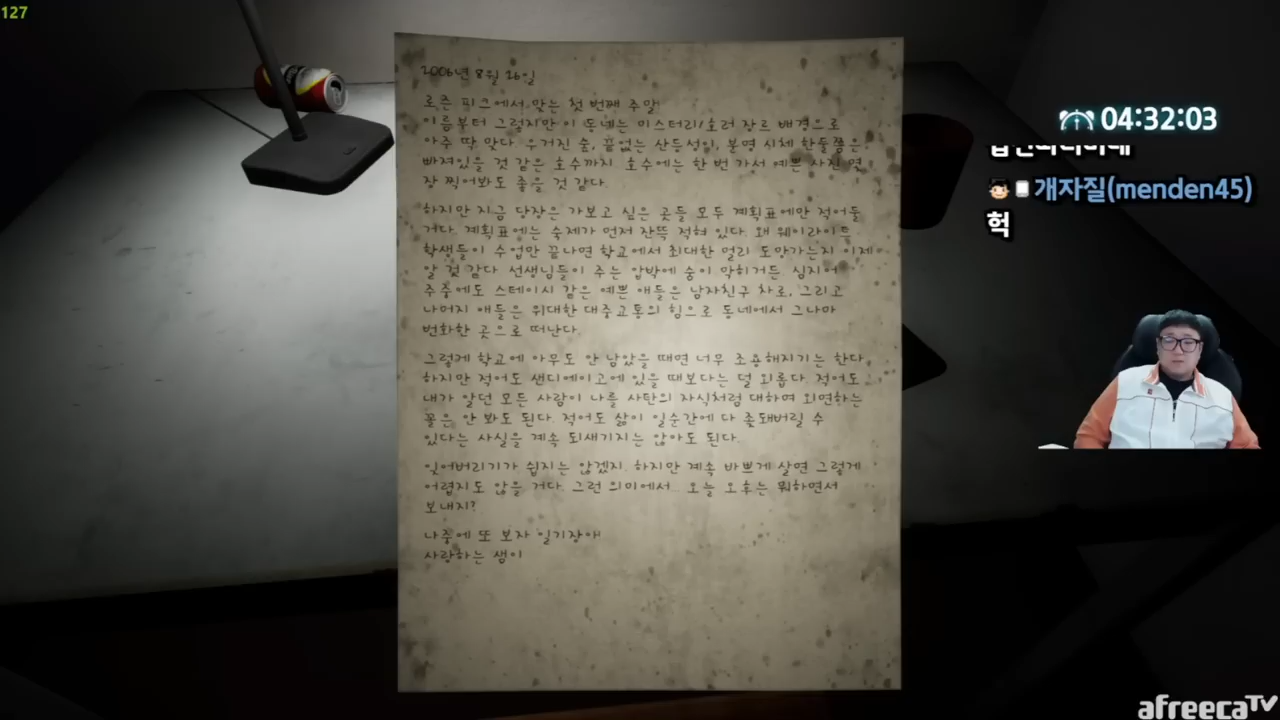 127
04:32:03
개자질(menden45)
헉
2006년 8월 26일
로즌 피크에서 맞는 첫 번째 주말!
이름부터 그렇지만 이 동네는 미스터리/호러 장르 배경으로
아주 딱 맞다. 우거진 숲, 끝없는 산등성이, 분명 시체 한둘쯤은
빠져있을 것 같은 호수까지. 호수에는 한 번 가서 예쁜 사진 몇
장 찍어봐도 좋을 것 같다.
하지만 지금 당장은 가보고 싶은 곳들 모두 계획표에만 적어둘
거다. 계획표에는 숙제가 먼저 잔뜩 적혀 있다. 왜 웨이라이트
학생들이 수업만 끝나면 학교에서 최대한 멀리 도망가는지 이제
알 것 같다. 선생님들이 주는 압박에 숨이 막히거든. 심지어
주중에도 스테이시 같은 예쁜 애들은 남자친구 차로, 그리고
나머지 애들은 위대한 대중교통의 힘으로 동네에서 그나마
번화한 곳으로 떠난다.
그렇게 학교에 아무도 안 남았을 때면 너무 조용해지기는 한다.
하지만 적어도 샌디에이고에 있을 때보다는 덜 외롭다. 적어도
내가 알던 모든 사람이 나를 사탄의 자식처럼 대하며 외면하는
꼴은 안 봐도 된다. 적어도 삶이 일순간에 다 좆돼버릴 수
있다는 사실을 계속 되새기지는 않아도 된다.
잊어버리기가 쉽지는 않겠지. 하지만 계속 바쁘게 살면 그렇게
어렵지도 않을 거다. 그런 의미에서... 오늘 오후는 뭐하면서
보내지?
나중에 또 보자 일기장아!
사랑하는 샘이
afreecaTV